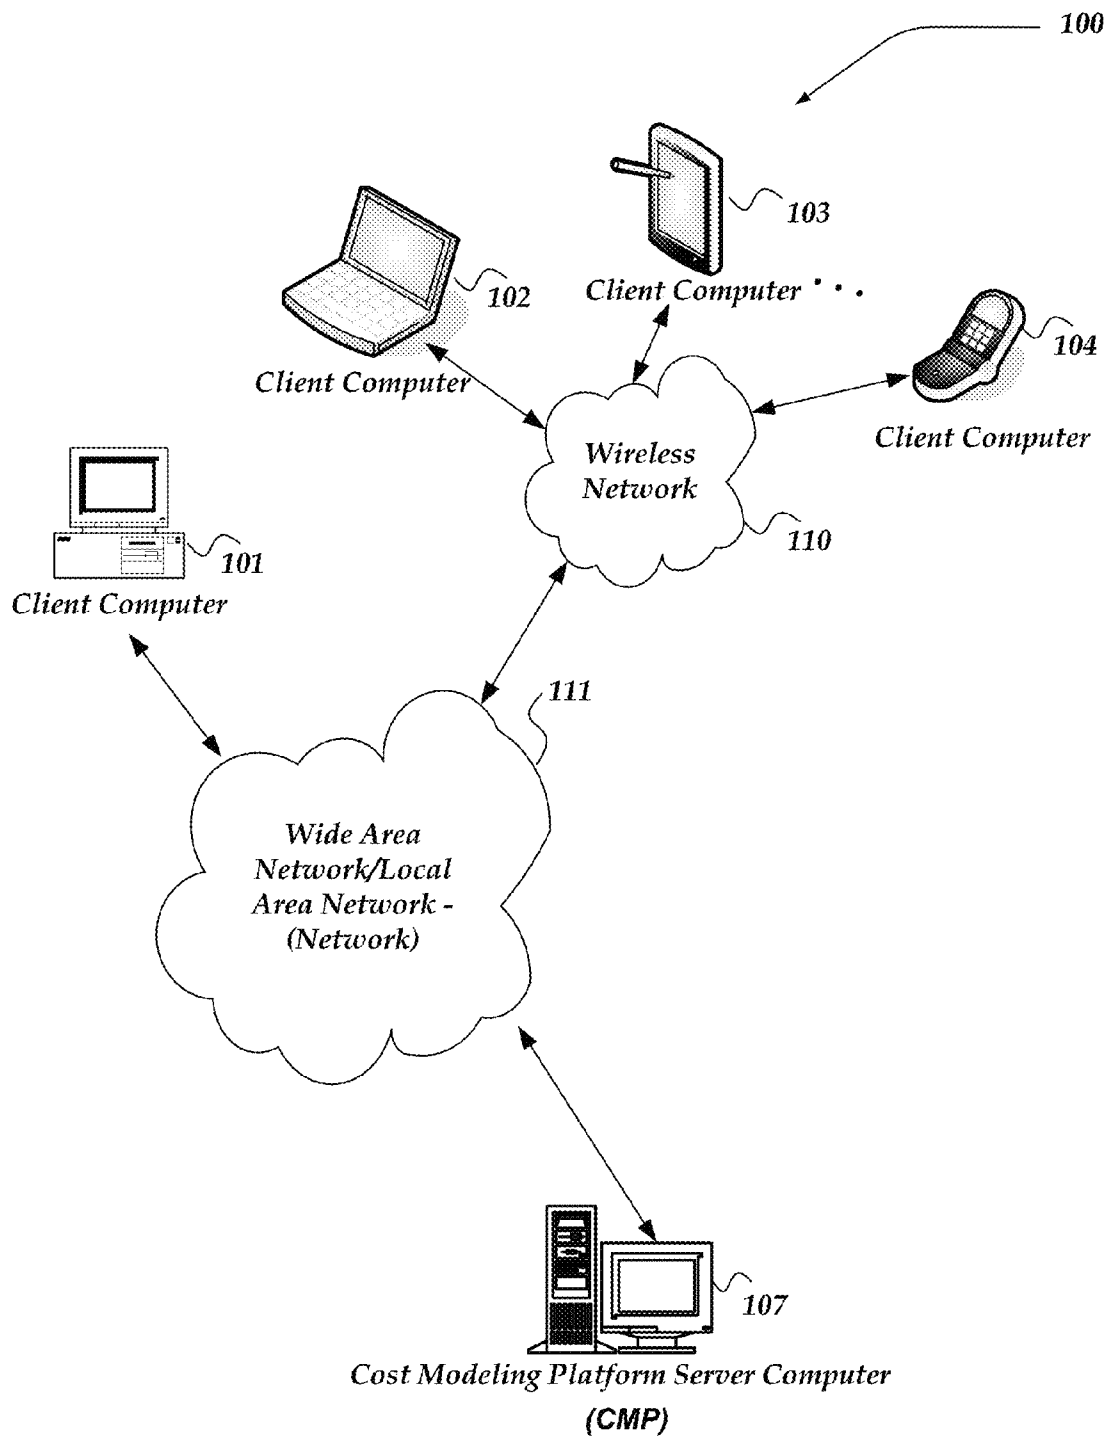 100
103
Client Computer . . .
102
Client Computer
104
Client Computer
Wireless
Network
110
101
Client Computer
111
Wide Area
Network/Local
Area Network -
(Network)
107
Cost Modeling Platform Server Computer
(CMP)